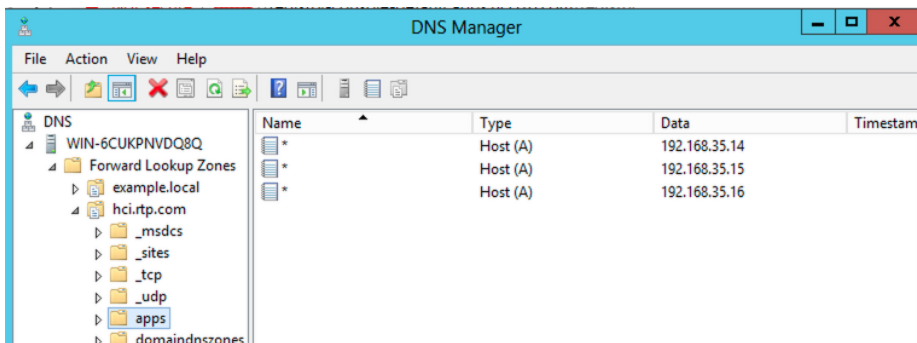 DNS Manager
File Action View Help
DNS
WIN-6CUKPNVDQ8Q
Forward Lookup Zones
example.local
hci.rtp.com
_msdcs
_sites
_tcp
_udp
apps
domaindnszones
Name Type Data Timestam
* Host (A) 192.168.35.14
* Host (A) 192.168.35.15
* Host (A) 192.168.35.16